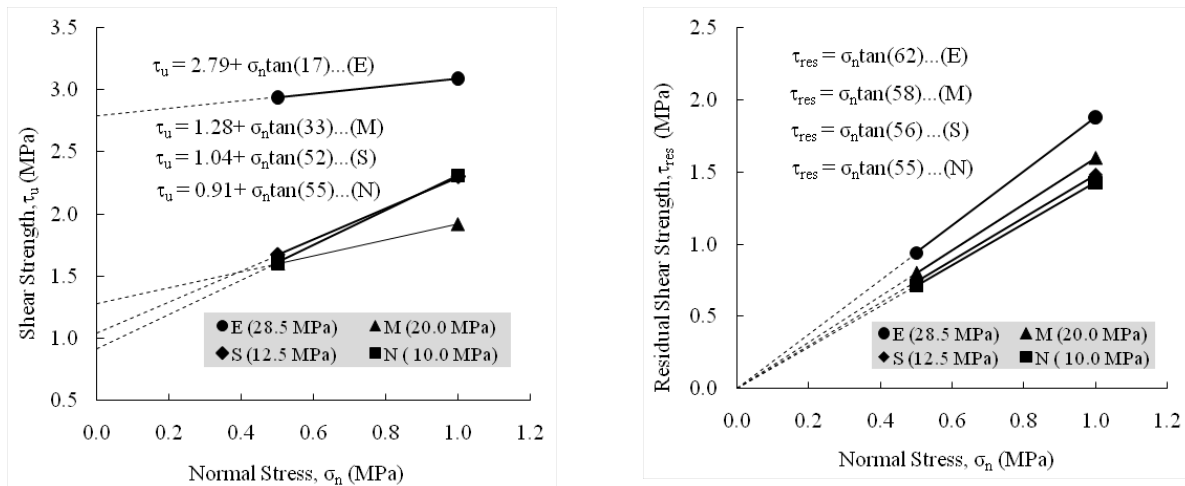 3.5
3.0
2.5
2.0
1.5
1.0
0.5
Shear Strength, τu (MPa)
τu = 2.79+ σntan(17)...(E)
τu = 1.28+ σntan(33)...(M)
τu = 1.04+ σntan(52)...(S)
τu = 0.91+ σntan(55)...(N)
E (28.5 MPa) M (20.0 MPa)
S (12.5 MPa) N ( 10.0 MPa)
0.0 0.2 0.4 0.6 0.8 1.0 1.2
Normal Stress, σn (MPa)
2.5
2.0
1.5
1.0
0.5
0.0
Residual Shear Strength, τres (MPa)
τres = σntan(62)...(E)
τres = σntan(58)...(M)
τres = σntan(56)...(S)
τres = σntan(55)...(N)
E (28.5 MPa) M (20.0 MPa)
S (12.5 MPa) N ( 10.0 MPa)
0.0 0.2 0.4 0.6 0.8 1.0 1.2
Normal Stress, σn (MPa)